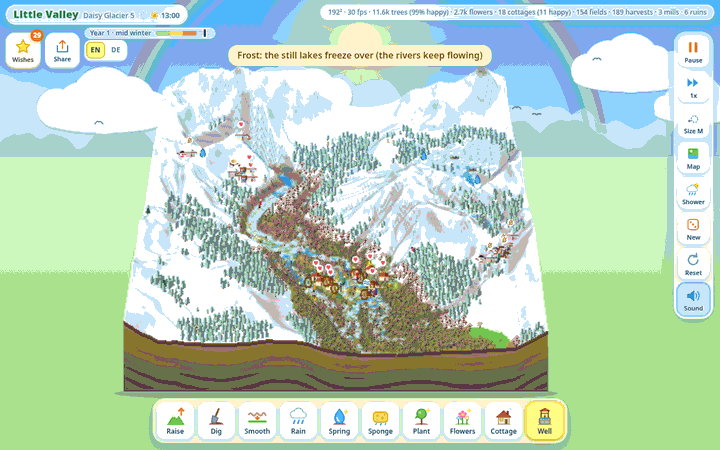 Little Valley Daisy Glacier 5 13:00
192² · 30 fps · 11.6k trees (99% happy) · 2.7k flowers · 18 cottages (11 happy) · 154 fields · 189 harvests · 3 mills · 6 ruins
Year 1 · mid winter
29
Wishes
Share
EN DE
Frost: the still lakes freeze over (the rivers keep flowing)
Pause
1x
Size M
Map
Shower
New
Reset
Sound
Raise Dig Smooth Rain Spring Sponge Plant Flowers Cottage Well